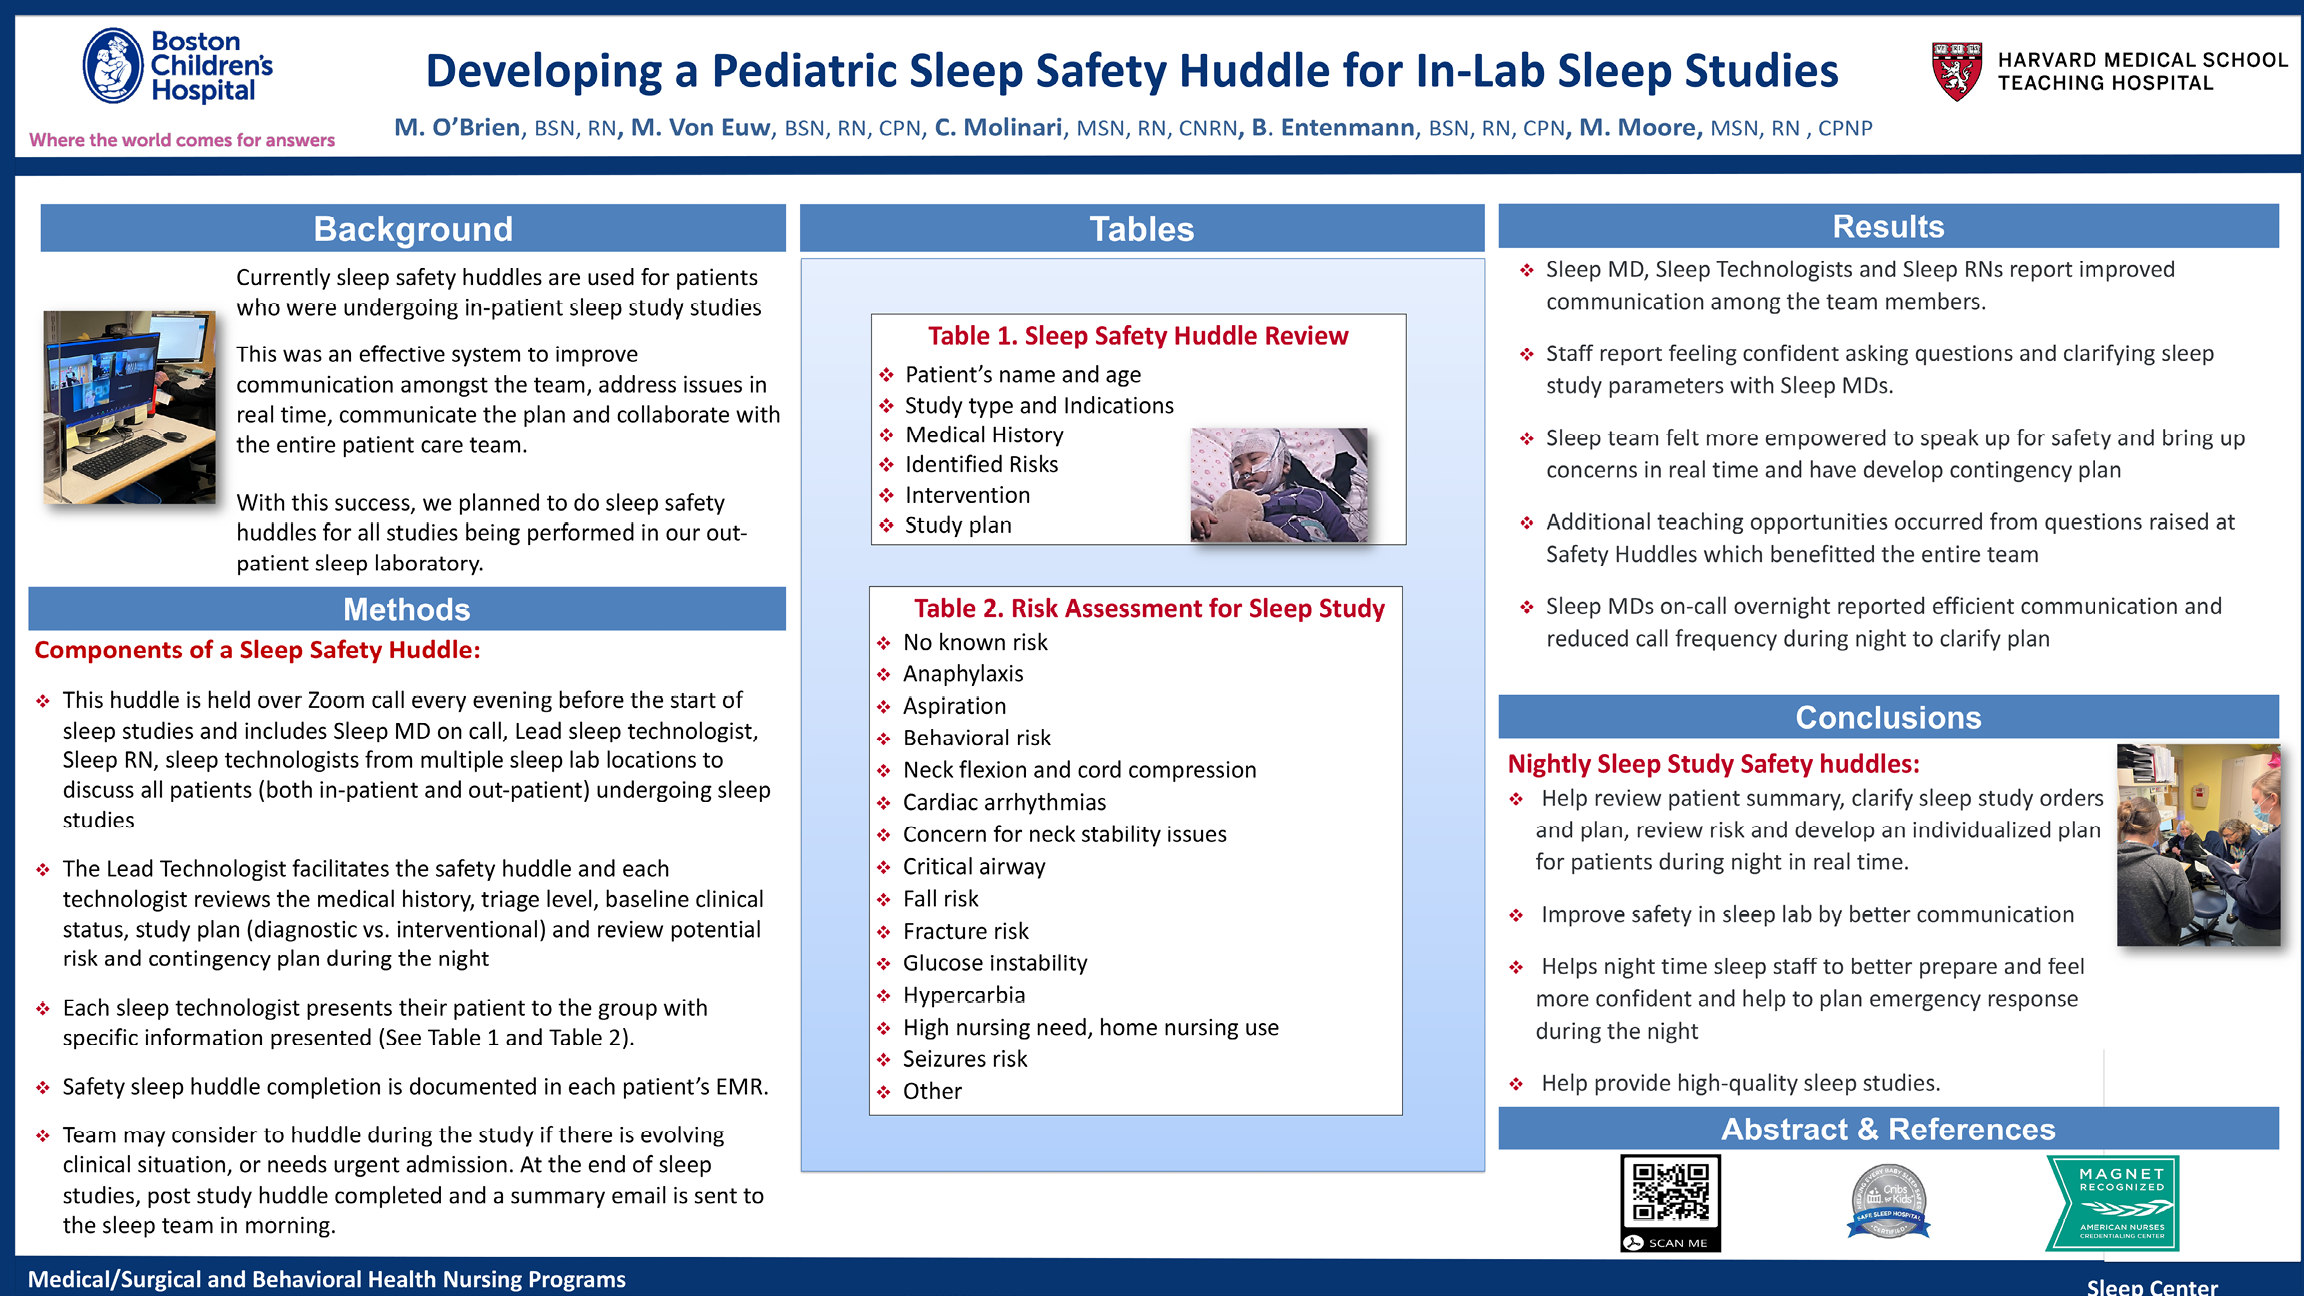 Boston
Children's
Hospital
Where the world comes for answers
Developing a Pediatric Sleep Safety Huddle for In-Lab Sleep Studies
M. O'Brien, BSN, RN, M. Von Euw, BSN, RN, CPN, C. Molinari, MSN, RN, CNRN, B. Entenmann, BSN, RN, CPN, M. Moore, MSN, RN , CPNP
HARVARD MEDICAL SCHOOL
TEACHING HOSPITAL
Background
Currently sleep safety huddles are used for patients
who were undergoing in-patient sleep study studies
This was an effective system to improve
communication amongst the team, address issues in
real time, communicate the plan and collaborate with
the entire patient care team.
With this success, we planned to do sleep safety
huddles for all studies being performed in our out-
patient sleep laboratory.
Methods
Components of a Sleep Safety Huddle:
❖ This huddle is held over Zoom call every evening before the start of
sleep studies and includes Sleep MD on call, Lead sleep technologist,
Sleep RN, sleep technologists from multiple sleep lab locations to
discuss all patients (both in-patient and out-patient) undergoing sleep
studies
❖ The Lead Technologist facilitates the safety huddle and each
technologist reviews the medical history, triage level, baseline clinical
status, study plan (diagnostic vs. interventional) and review potential
risk and contingency plan during the night
❖ Each sleep technologist presents their patient to the group with
specific information presented (See Table 1 and Table 2).
❖ Safety sleep huddle completion is documented in each patient's EMR.
❖ Team may consider to huddle during the study if there is evolving
clinical situation, or needs urgent admission. At the end of sleep
studies, post study huddle completed and a summary email is sent to
the sleep team in morning.
Tables
Table 1. Sleep Safety Huddle Review
❖ Patient's name and age
❖ Study type and Indications
❖ Medical History
❖ Identified Risks
❖ Intervention
❖ Study plan
Table 2. Risk Assessment for Sleep Study
❖ No known risk
❖ Anaphylaxis
❖ Aspiration
❖ Behavioral risk
❖ Neck flexion and cord compression
❖ Cardiac arrhythmias
❖ Concern for neck stability issues
❖ Critical airway
❖ Fall risk
❖ Fracture risk
❖ Glucose instability
❖ Hypercarbia
❖ High nursing need, home nursing use
❖ Seizures risk
❖ Other
Results
❖ Sleep MD, Sleep Technologists and Sleep RNs report improved
communication among the team members.
❖ Staff report feeling confident asking questions and clarifying sleep
study parameters with Sleep MDs.
❖ Sleep team felt more empowered to speak up for safety and bring up
concerns in real time and have develop contingency plan
❖ Additional teaching opportunities occurred from questions raised at
Safety Huddles which benefitted the entire team
❖ Sleep MDs on-call overnight reported efficient communication and
reduced call frequency during night to clarify plan
Conclusions
Nightly Sleep Study Safety huddles:
❖ Help review patient summary, clarify sleep study orders
and plan, review risk and develop an individualized plan
for patients during night in real time.
❖ Improve safety in sleep lab by better communication
❖ Helps night time sleep staff to better prepare and feel
more confident and help to plan emergency response
during the night
❖ Help provide high-quality sleep studies.
Abstract & References
SCAN ME
HELPING EVERY BABY SLEEP SAFER
Cribs
for Kids
SAFE SLEEP HOSPITAL
CERTIFIED
MAGNET
RECOGNIZED
AMERICAN NURSES
CREDENTIALING CENTER
Medical/Surgical and Behavioral Health Nursing Programs
Sleep Center